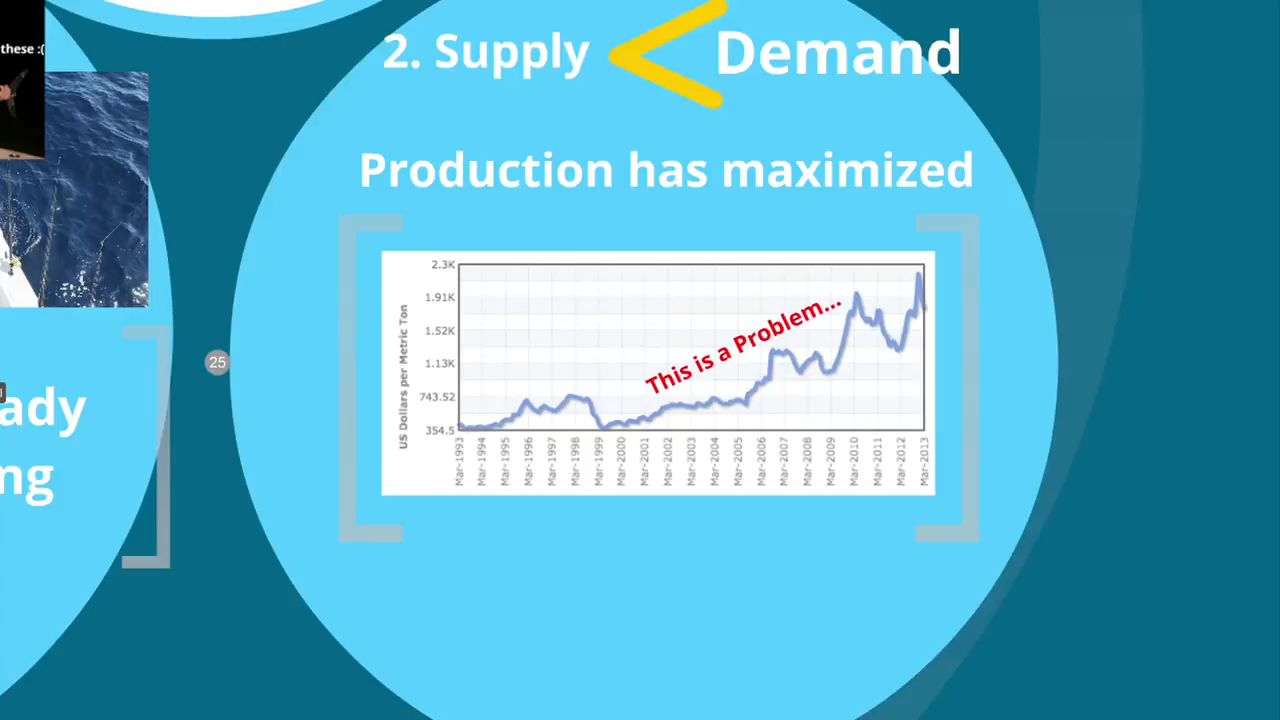 these :(
2. Supply < Demand
Production has maximized
2.3K
1.91K
1.52K
1.13K
743.52
354.5
US Dollars per Metric Ton
This is a Problem...
Mar-1993
Mar-1994
Mar-1995
Mar-1996
Mar-1997
Mar-1998
Mar-1999
Mar-2000
Mar-2001
Mar-2002
Mar-2003
Mar-2004
Mar-2005
Mar-2006
Mar-2007
Mar-2008
Mar-2009
Mar-2010
Mar-2011
Mar-2012
Mar-2013
25
ady
ng